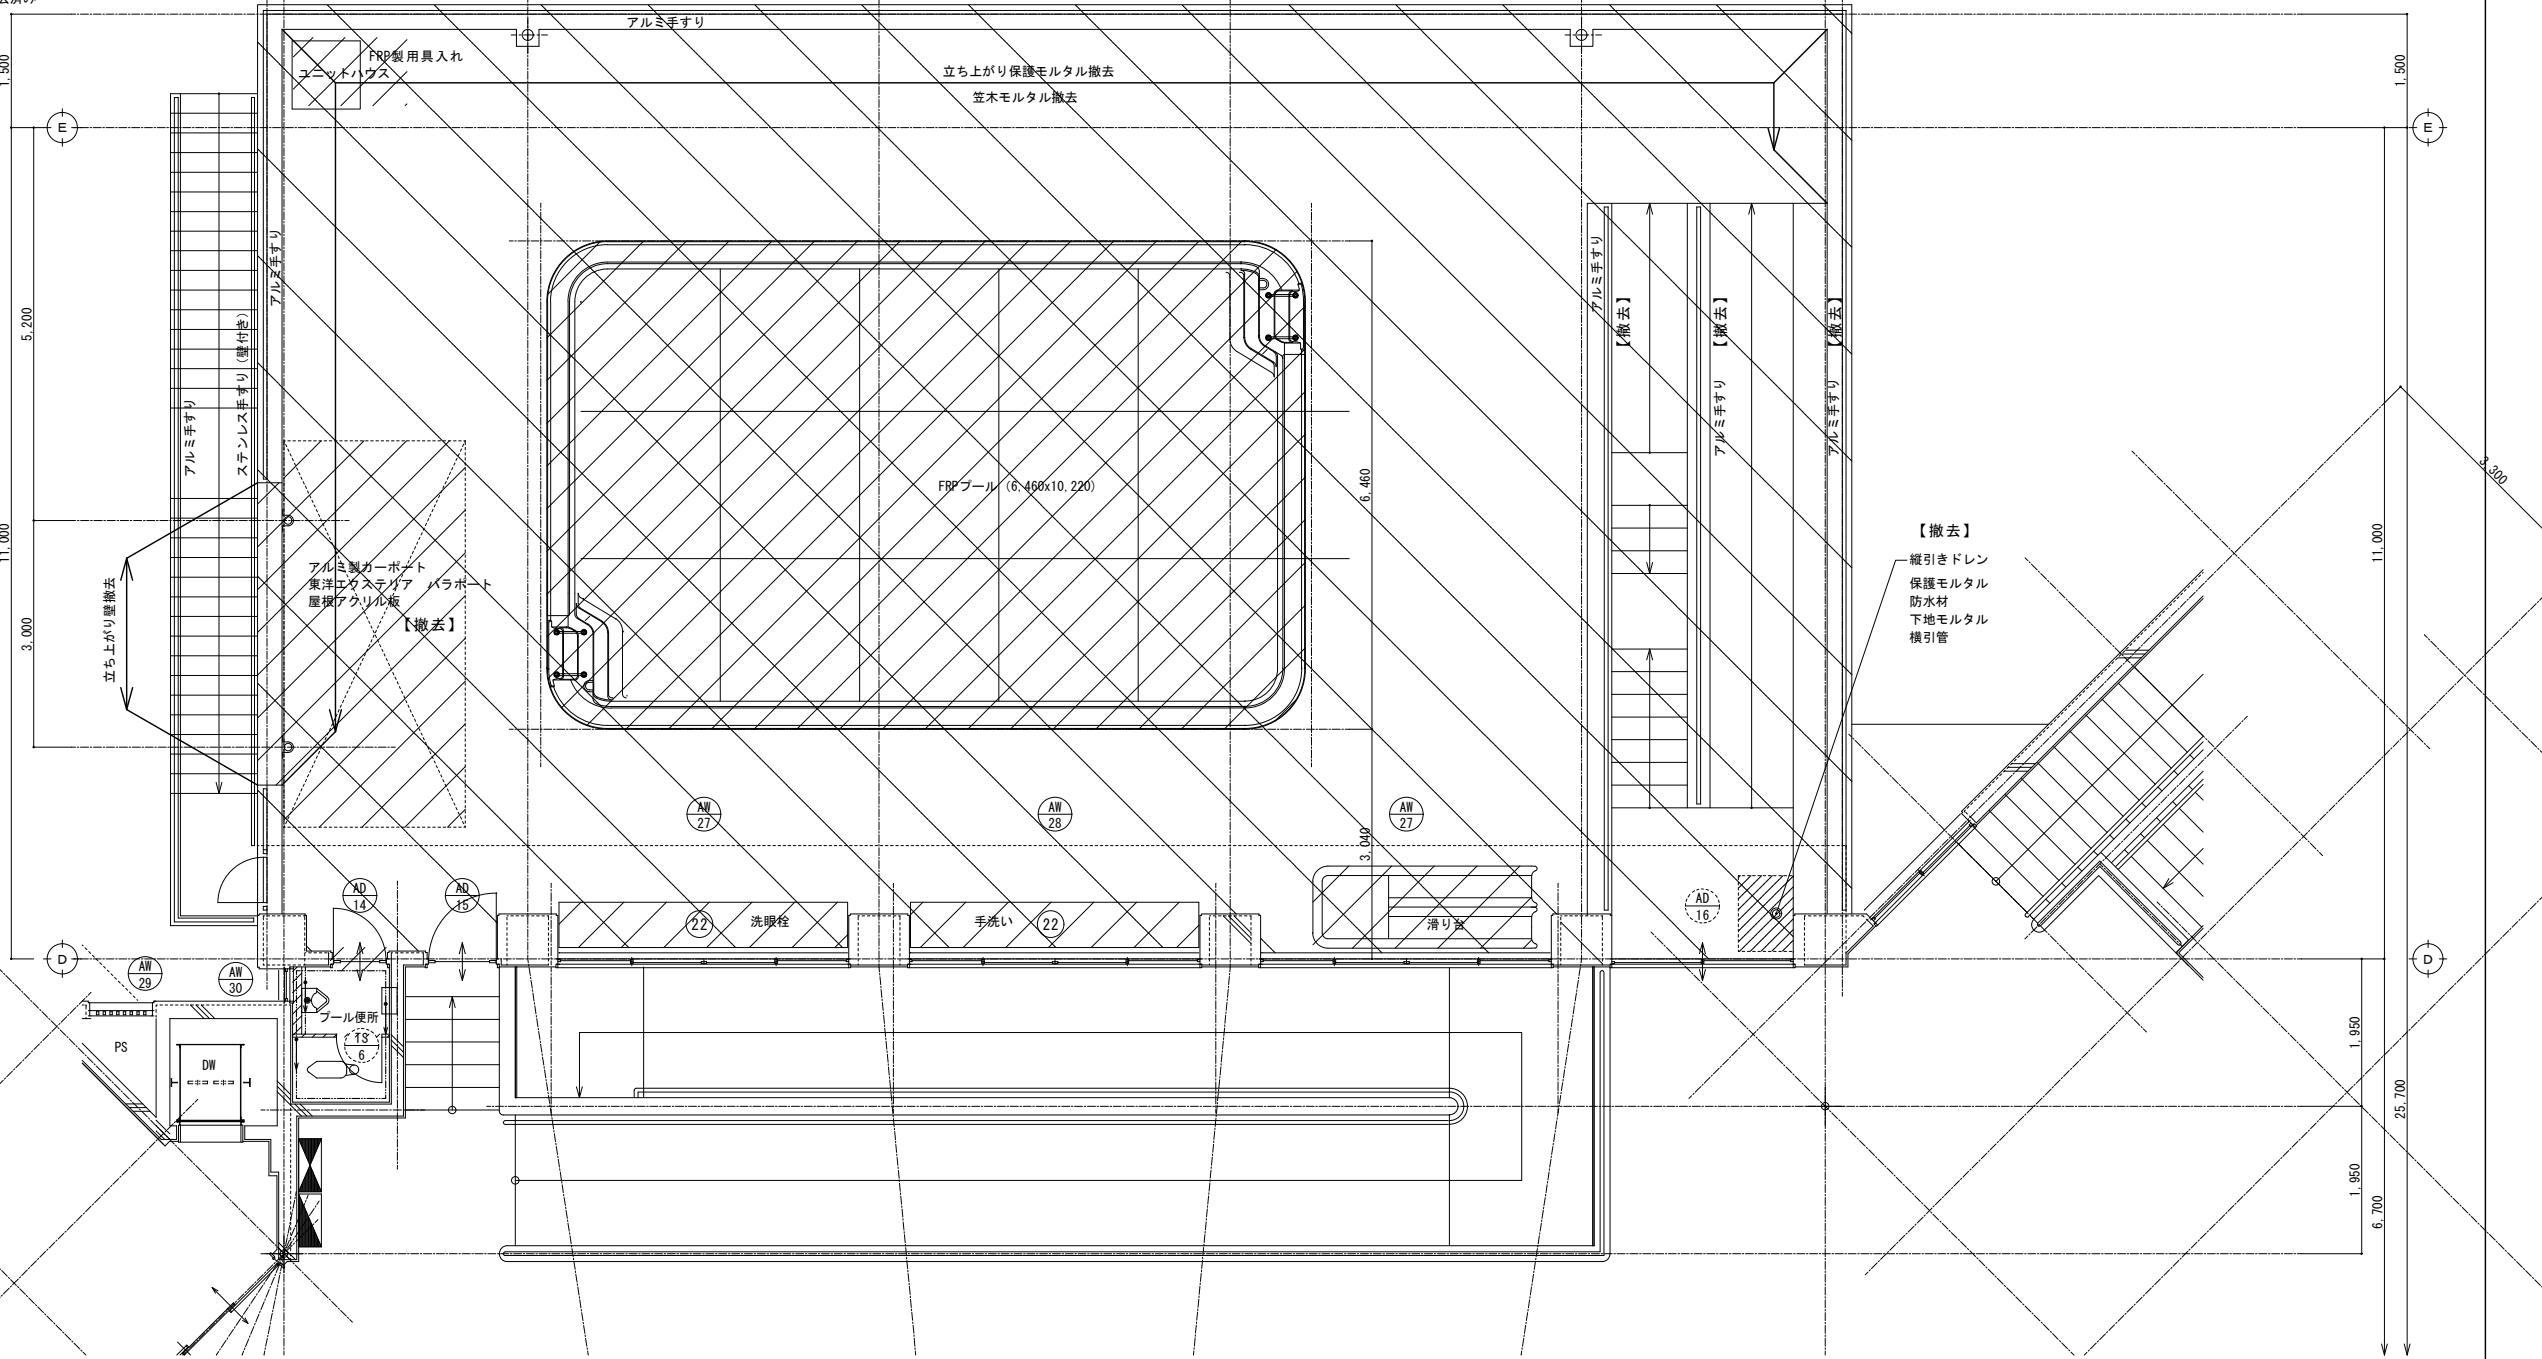 アルミ手すり
FRP製用具入れ
ユニットハウス
立ち上がり保護モルタル撤去
笠木モルタル撤去
1,500
1,500
E
E
アルミ手すり
ステンレス手すり（壁付き）
アルミ手すり
5,200
11,000
3,000
立ち上がり壁撤去
アルミ製カーポート
東洋エクステリア　パラポート
屋根アクリル板
【撤去】
FRPプール（6,460x10,220）
6,460
3,040
アルミ手すり
【撤去】
【撤去】
アルミ手すり
【撤去】
アルミ手すり
【撤去】
縦引きドレン
保護モルタル
防水材
下地モルタル
横引管
3,300
11,000
AW
27
AW
28
AW
27
AD
14
AD
15
22
洗眼栓
手洗い
22
滑り台
AD
16
D
D
AW
29
AW
30
プール便所
TS
6
PS
DW
1,950
25,700
1,950
6,700